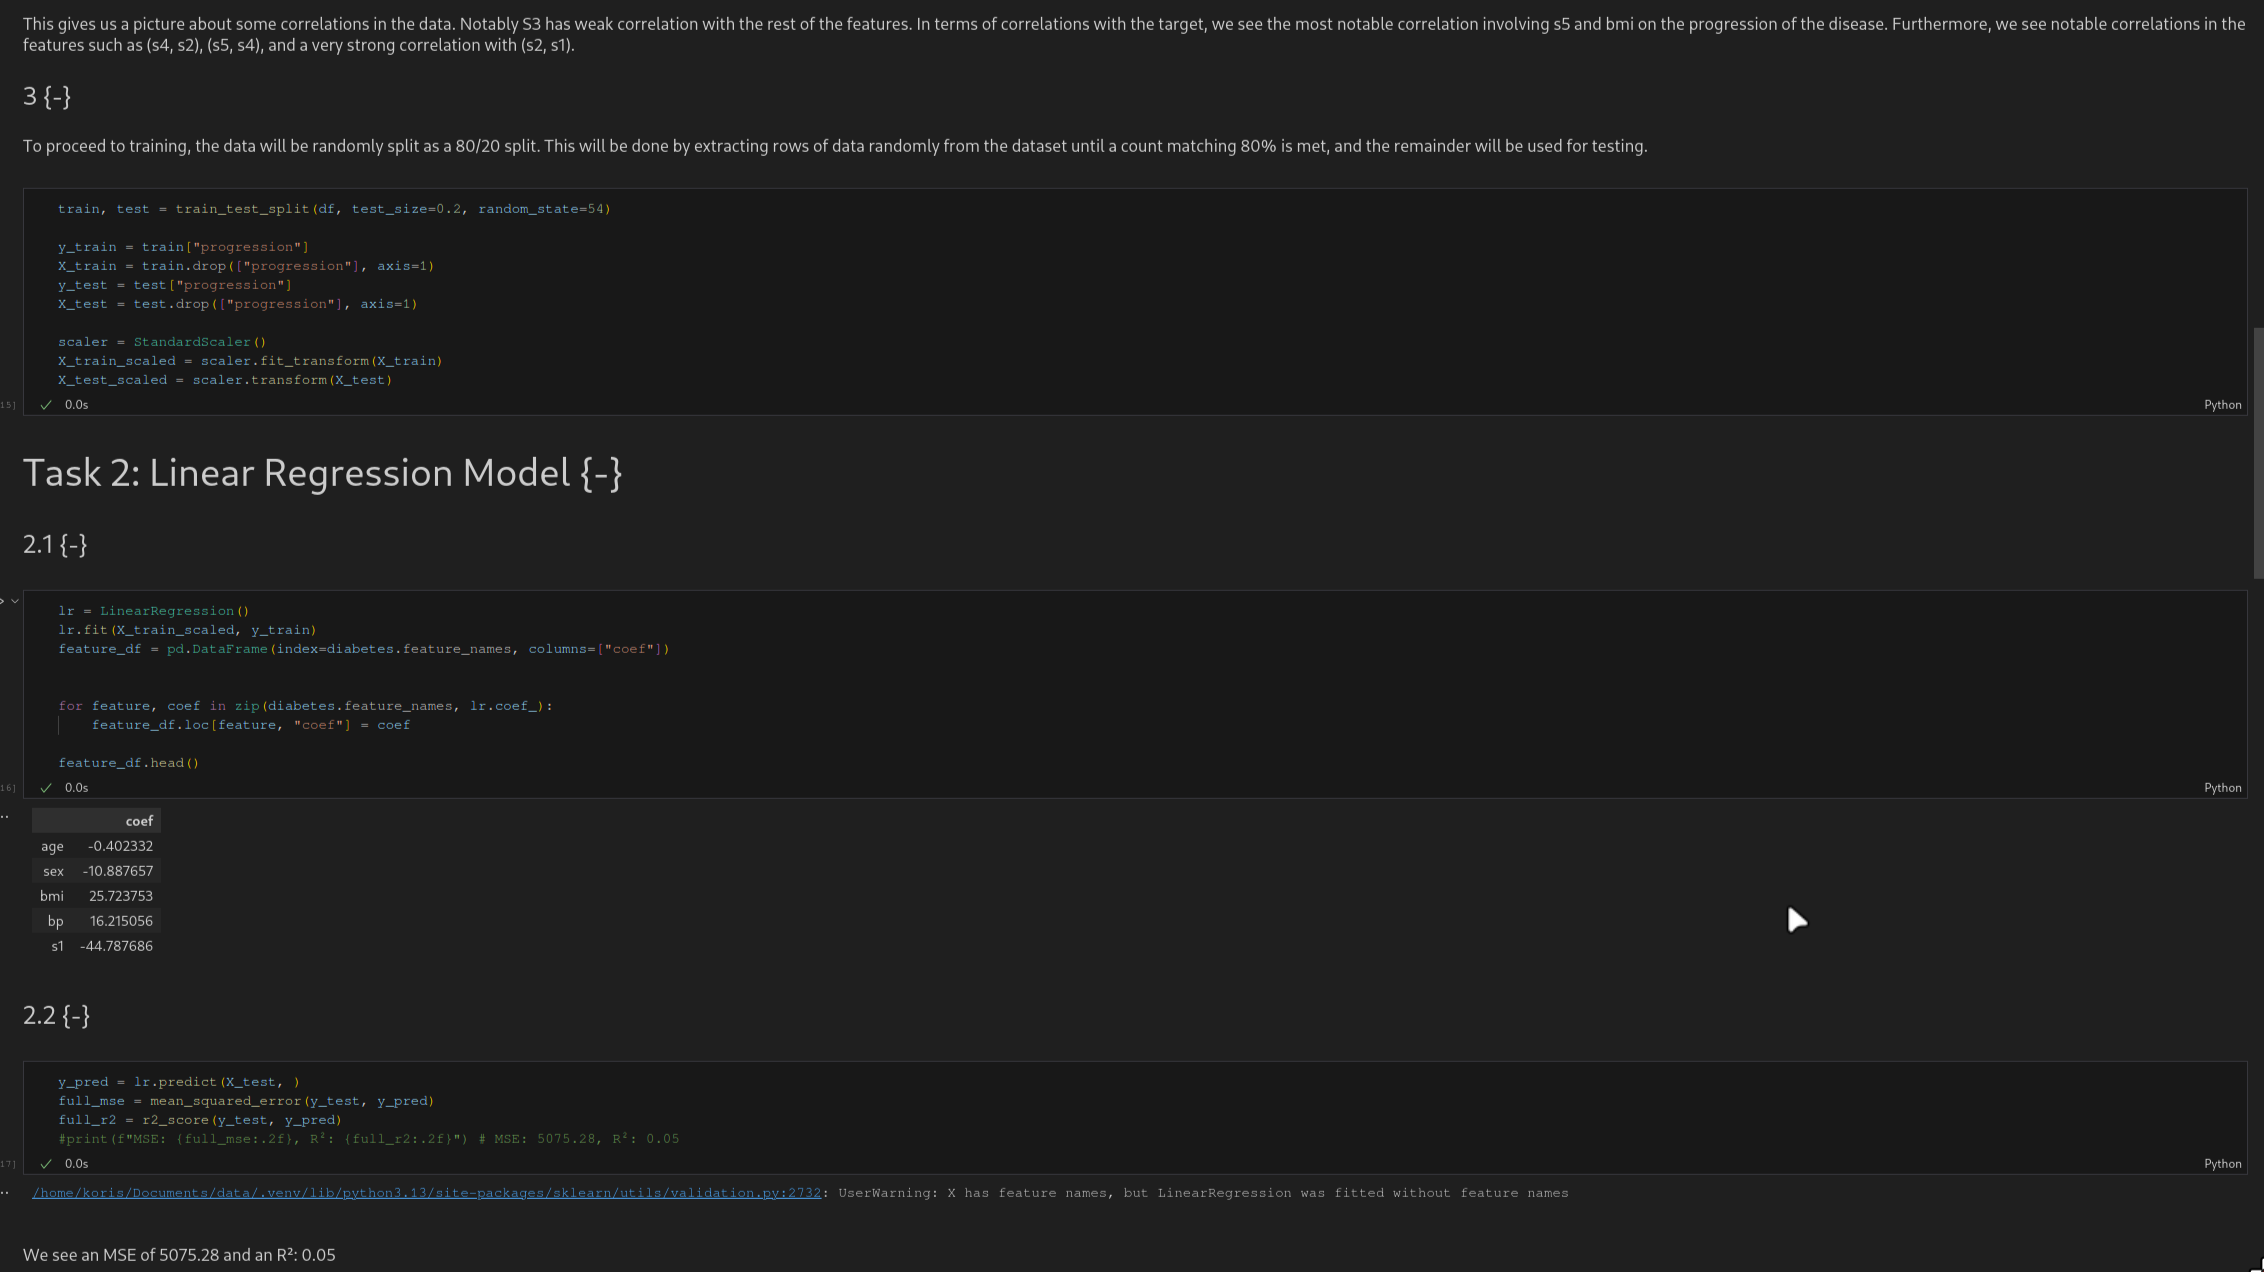 This gives us a picture about some correlations in the data. Notably S3 has weak correlation with the rest of the features. In terms of correlations with the target, we see the most notable correlation involving s5 and bmi on the progression of the disease. Furthermore, we see notable correlations in the
features such as (s4, s2), (s5, s4), and a very strong correlation with (s2, s1).
3 {-}
To proceed to training, the data will be randomly split as a 80/20 split. This will be done by extracting rows of data randomly from the dataset until a count matching 80% is met, and the remainder will be used for testing.
train, test = train_test_split(df, test_size=0.2, random_state=54)
y_train = train["progression"]
X_train = train.drop(["progression"], axis=1)
y_test = test["progression"]
X_test = test.drop(["progression"], axis=1)
scaler = StandardScaler()
X_train_scaled = scaler.fit_transform(X_train)
X_test_scaled = scaler.transform(X_test)
15] ✓ 0.0s Python
Task 2: Linear Regression Model {-}
2.1 {-}
lr = LinearRegression()
lr.fit(X_train_scaled, y_train)
feature_df = pd.DataFrame(index=diabetes.feature_names, columns=["coef"])
for feature, coef in zip(diabetes.feature_names, lr.coef_):
feature_df.loc[feature, "coef"] = coef
feature_df.head()
16] ✓ 0.0s Python
coef
age -0.402332
sex -10.887657
bmi 25.723753
bp 16.215056
s1 -44.787686
2.2 {-}
y_pred = lr.predict(X_test, )
full_mse = mean_squared_error(y_test, y_pred)
full_r2 = r2_score(y_test, y_pred)
#print(f"MSE: {full_mse:.2f}, R²: {full_r2:.2f}") # MSE: 5075.28, R²: 0.05
17] ✓ 0.0s Python
/home/koris/Documents/data/.venv/lib/python3.13/site-packages/sklearn/utils/validation.py:2732: UserWarning: X has feature names, but LinearRegression was fitted without feature names
We see an MSE of 5075.28 and an R²: 0.05